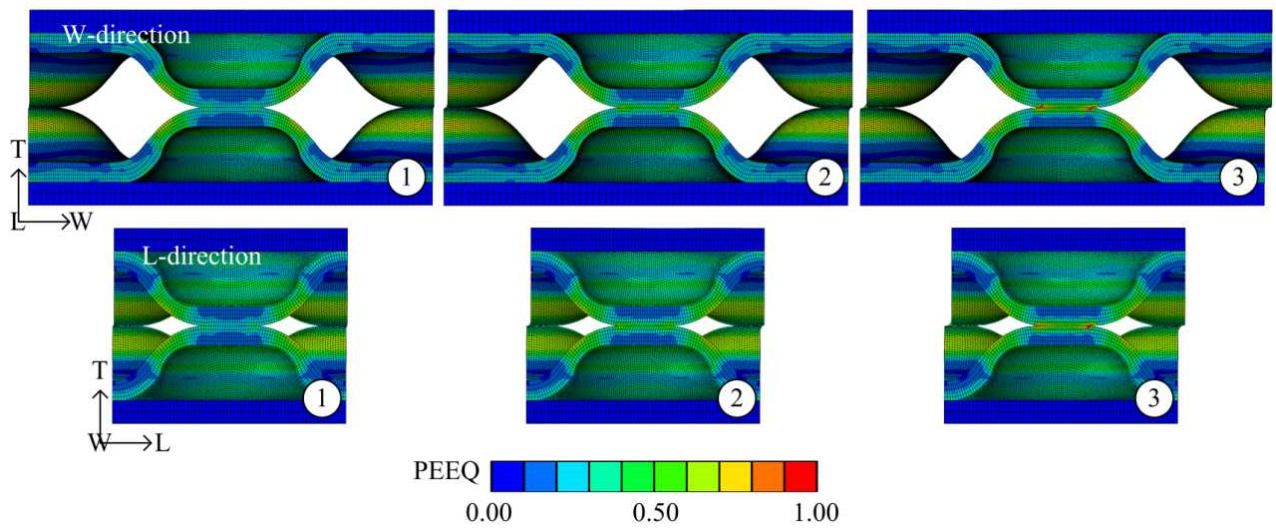 W-direction
T
L W
1
2
3
L-direction
T
W L
1
2
3
PEEQ
0.00 0.50 1.00